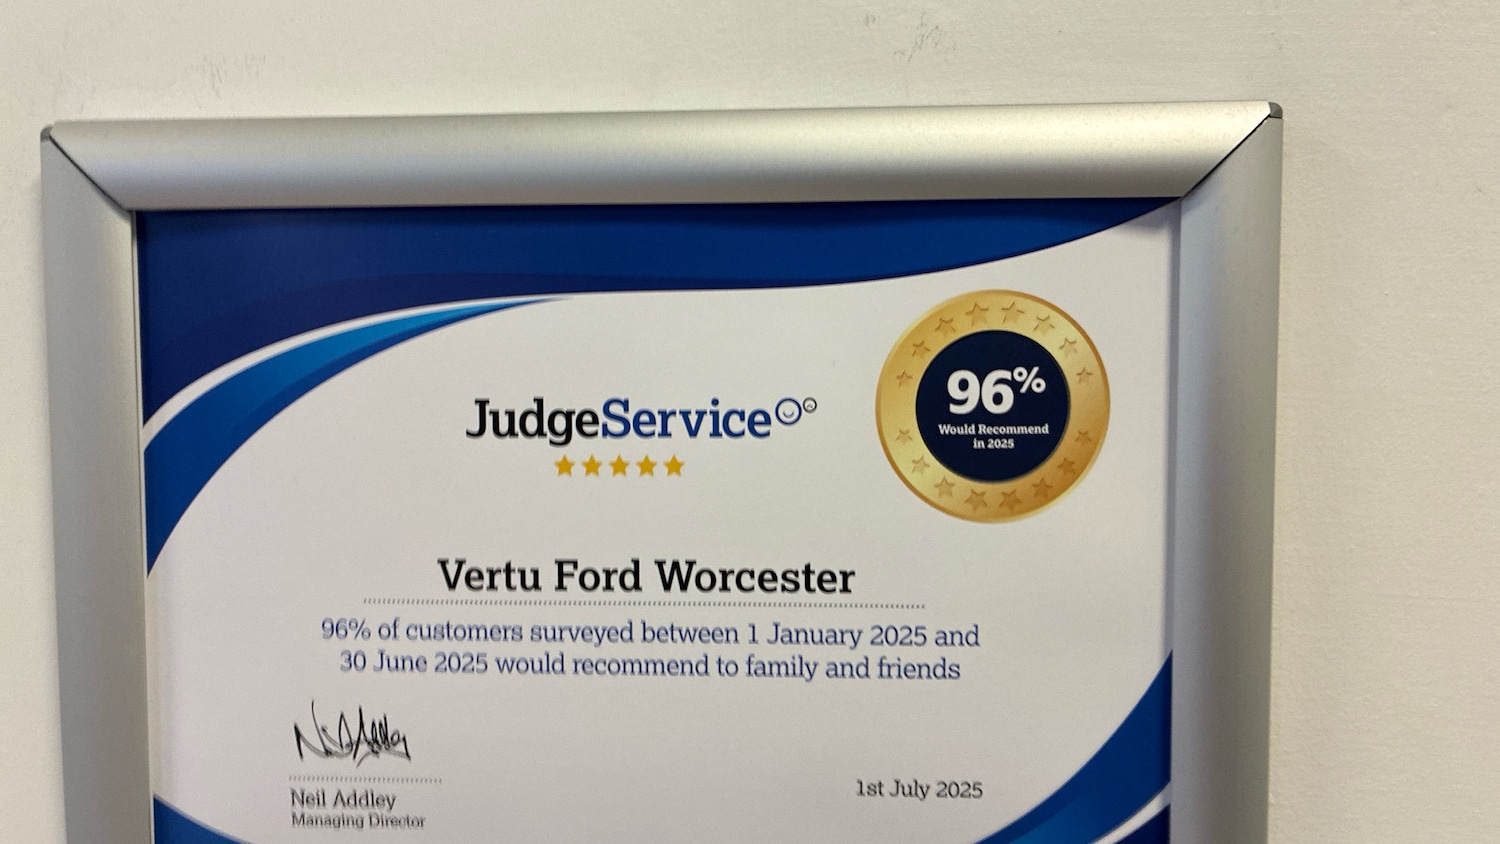 JudgeService
96%
Would Recommend
in 2025
Vertu Ford Worcester
96% of customers surveyed between 1 January 2025 and
30 June 2025 would recommend to family and friends
Neil Addley
Managing Director
1st July 2025